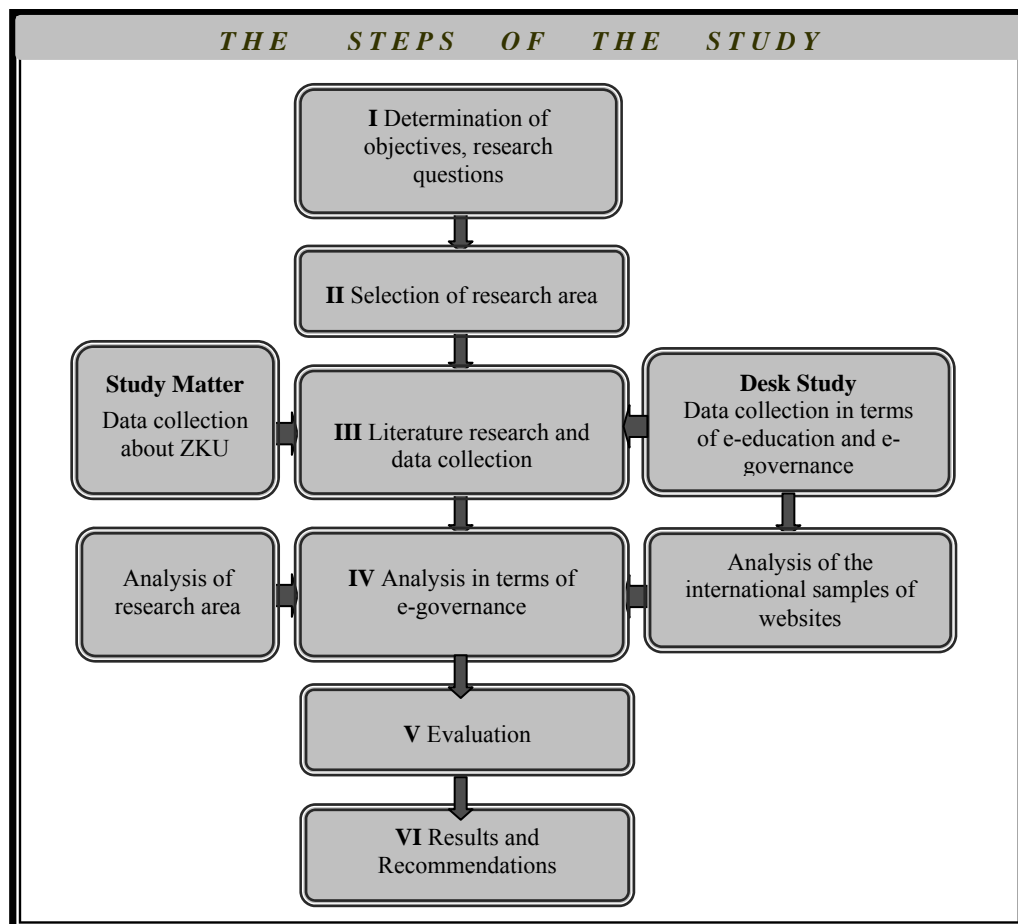 THE STEPS OF THE STUDY
I Determination of
objectives, research
questions
II Selection of research area
Study Matter
Data collection
about ZKU
III Literature research and
data collection
Desk Study
Data collection in terms
of e-education and e-
governance
Analysis of
research area
IV Analysis in terms of
e-governance
Analysis of the
international samples of
websites
V Evaluation
VI Results and
Recommendations